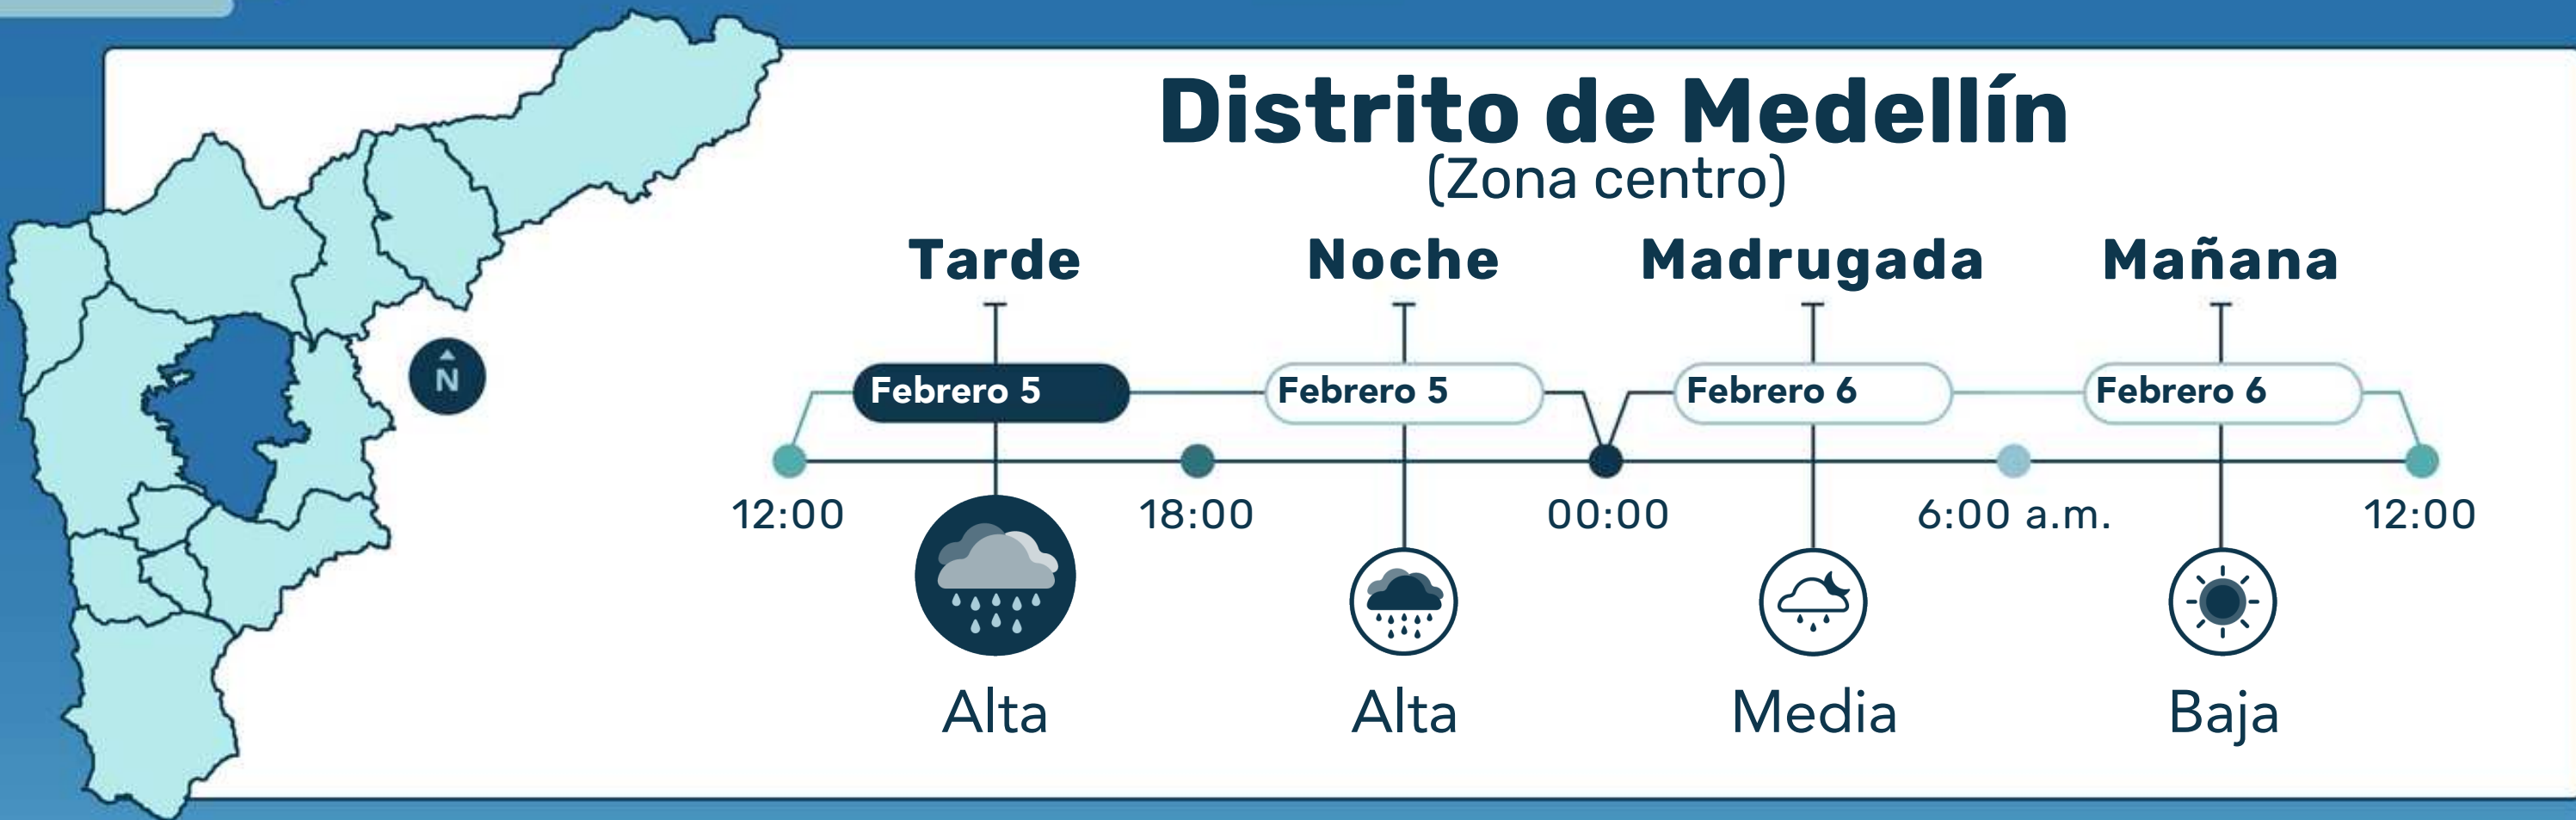 Distrito de Medellín
(Zona centro)
Tarde Noche Madrugada Mañana
Febrero 5 Febrero 5 Febrero 6 Febrero 6
N
12:00 18:00 00:00 6:00 a.m. 12:00
Alta Alta Media Baja